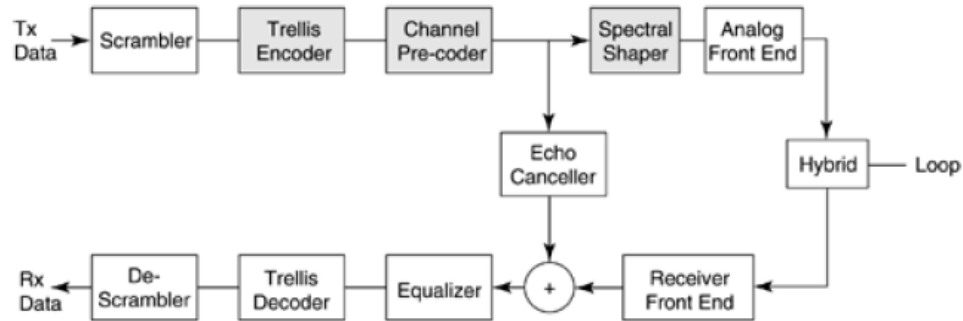 Tx
Data
Scrambler
Trellis
Encoder
Channel
Pre-coder
Spectral
Shaper
Analog
Front End
Echo
Canceller
Hybrid
Loop
Rx
Data
De-
Scrambler
Trellis
Decoder
Equalizer
+
Receiver
Front End